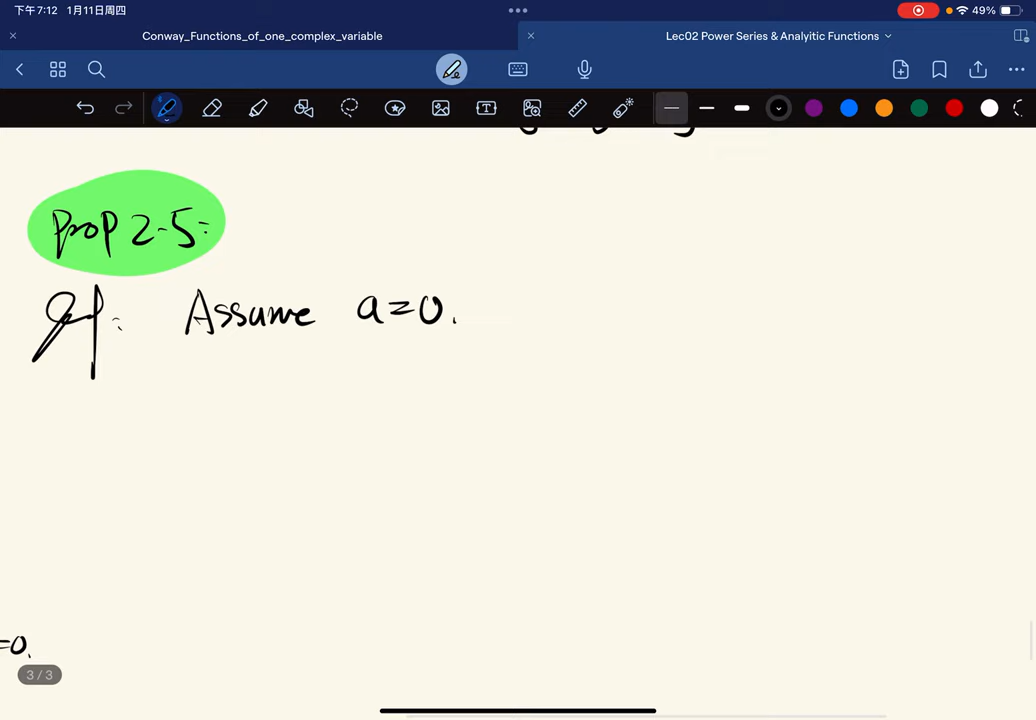 下午7:12 1月11日周四
49%
Conway_Functions_of_one_complex_variable
Lec02 Power Series & Analyitic Functions
Prop 2-5:
pf: Assume a=0.
=0.
3 / 3